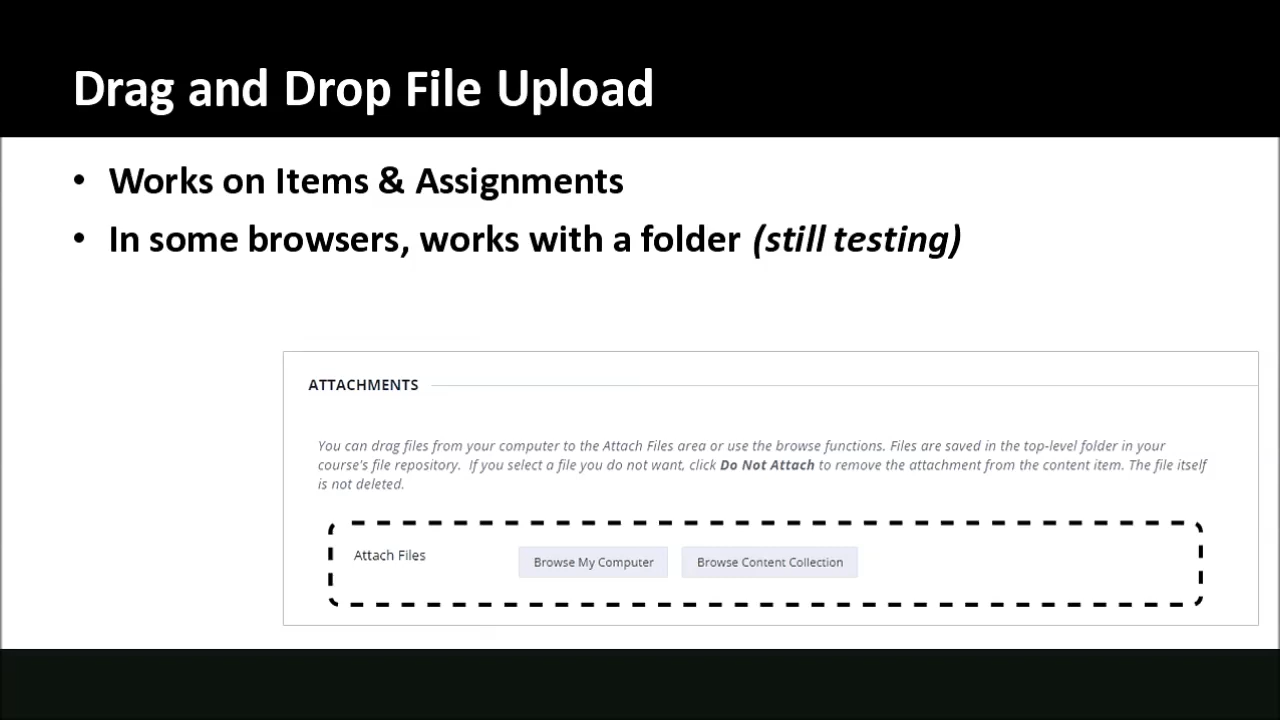 Drag and Drop File Upload
• Works on Items & Assignments
• In some browsers, works with a folder (still testing)
ATTACHMENTS
You can drag files from your computer to the Attach Files area or use the browse functions. Files are saved in the top-level folder in your
course's file repository.  If you select a file you do not want, click Do Not Attach to remove the attachment from the content item. The file itself
is not deleted.
Attach Files
Browse My Computer
Browse Content Collection